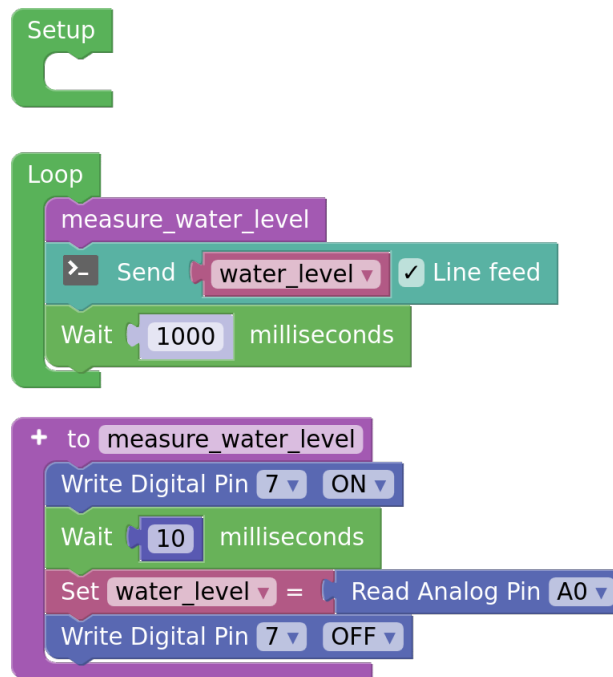 Setup
Loop
measure_water_level
>_ Send water_level ▾ ✓ Line feed
Wait 1000 milliseconds
+ to measure_water_level
Write Digital Pin 7 ▾ ON ▾
Wait 10 milliseconds
Set water_level ▾ = Read Analog Pin A0 ▾
Write Digital Pin 7 ▾ OFF ▾